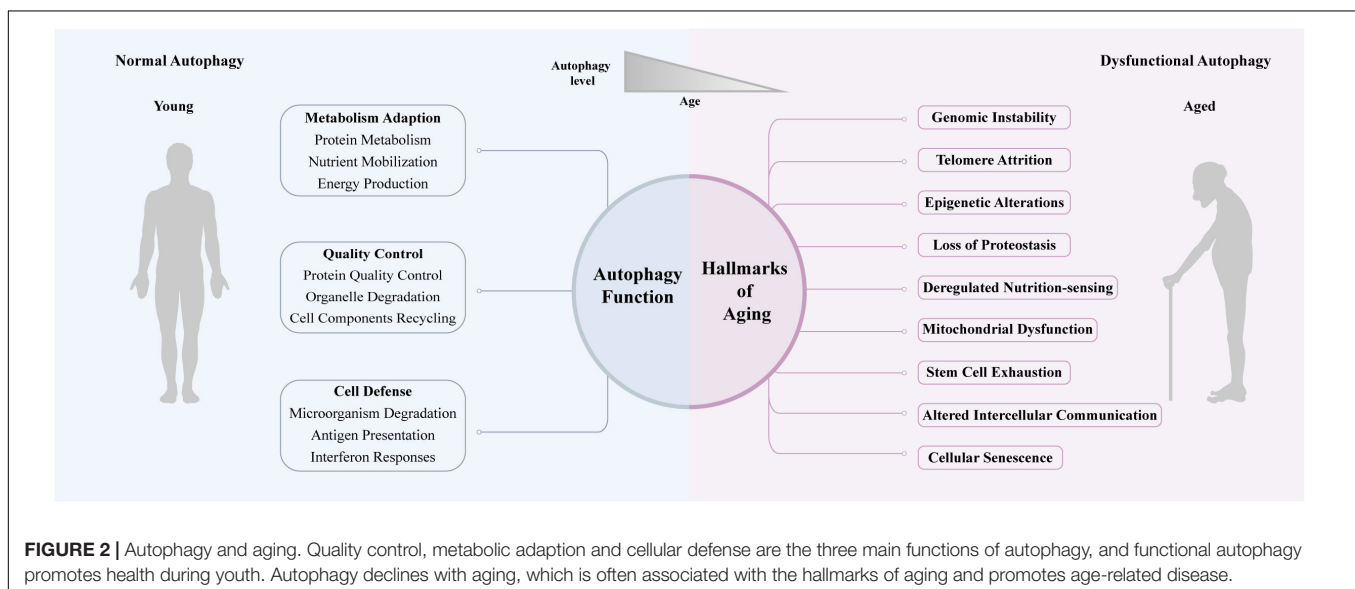 Normal Autophagy
Young
Metabolism Adaption
Protein Metabolism
Nutrient Mobilization
Energy Production
Quality Control
Protein Quality Control
Organelle Degradation
Cell Components Recycling
Cell Defense
Microorganism Degradation
Antigen Presentation
Interferon Responses
Autophagy
level
Age
Autophagy
Function
Hallmarks
of
Aging
Dysfunctional Autophagy
Aged
Genomic Instability
Telomere Attrition
Epigenetic Alterations
Loss of Proteostasis
Deregulated Nutrition-sensing
Mitochondrial Dysfunction
Stem Cell Exhaustion
Altered Intercellular Communication
Cellular Senescence
FIGURE 2 | Autophagy and aging. Quality control, metabolic adaption and cellular defense are the three main functions of autophagy, and functional autophagy
promotes health during youth. Autophagy declines with aging, which is often associated with the hallmarks of aging and promotes age-related disease.